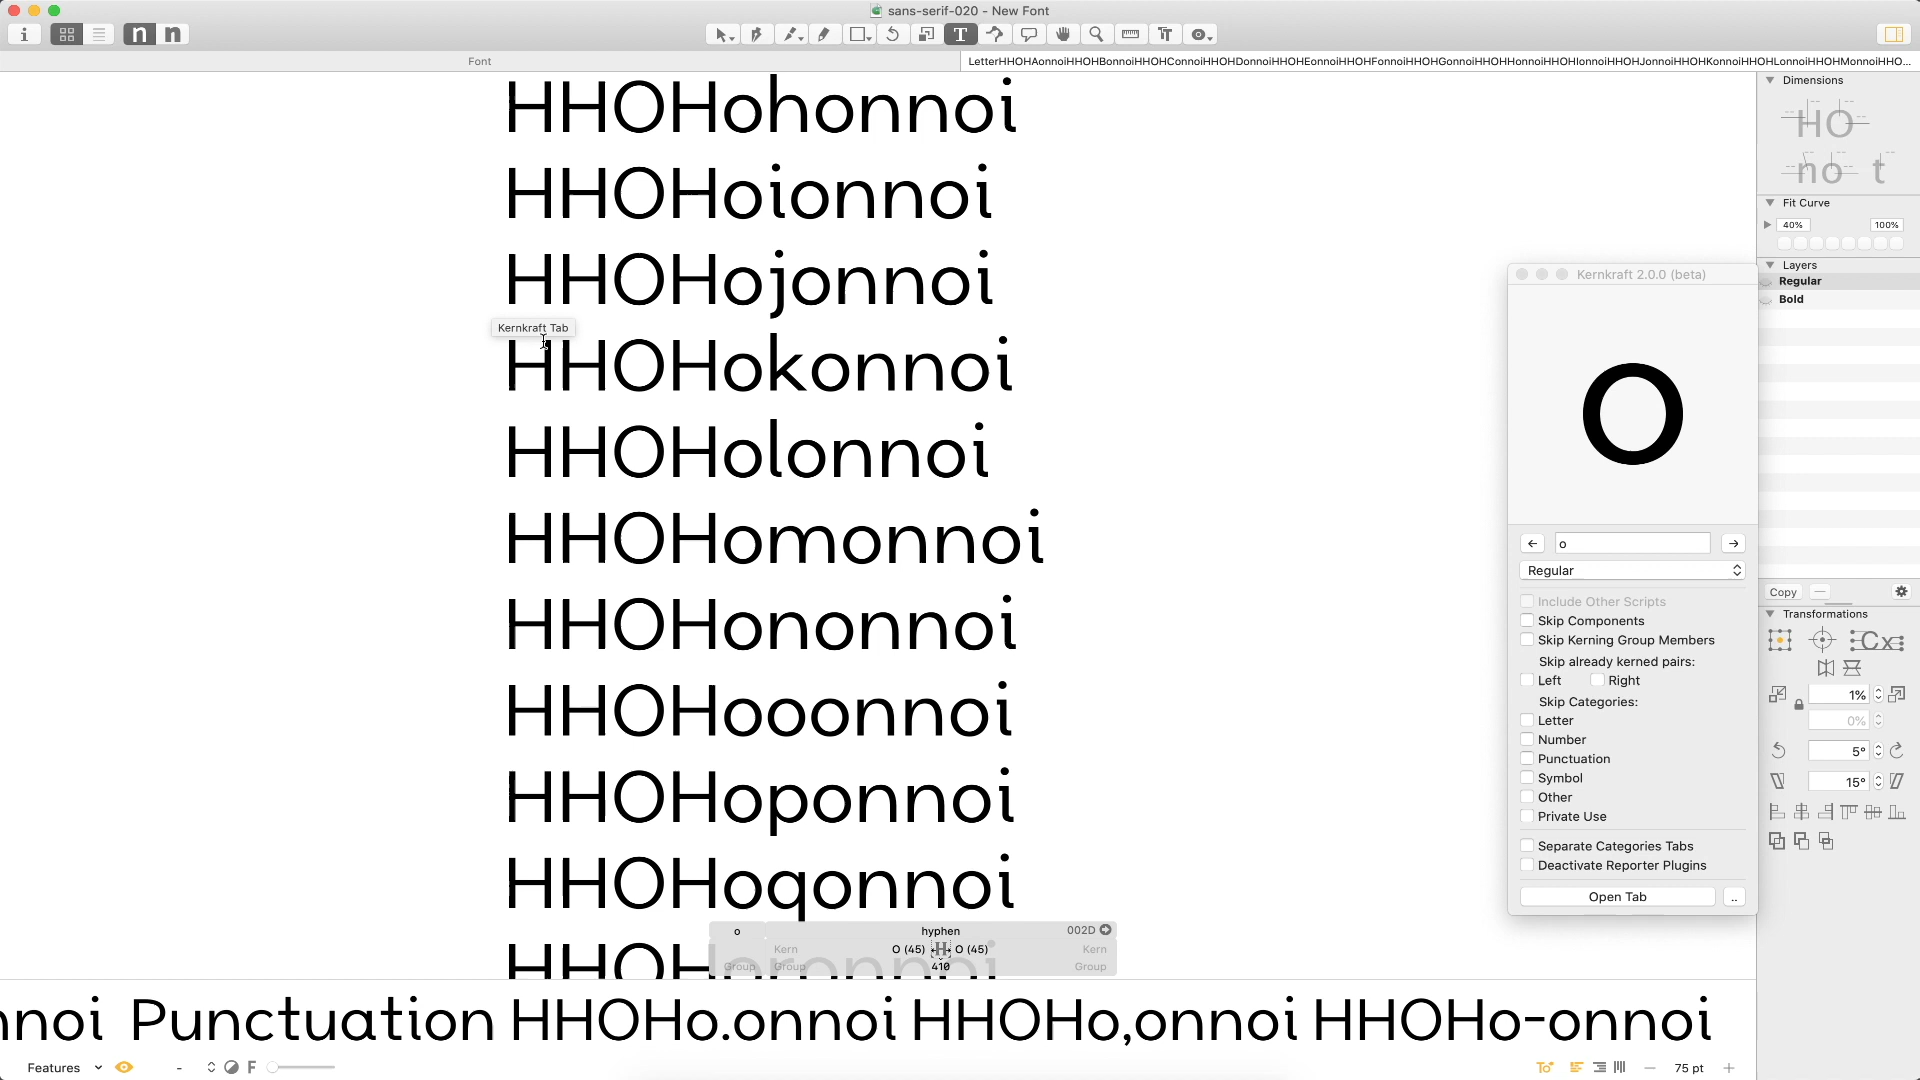 sans-serif-020 - New Font
n n
T
Font
LetterHHOHAonnoiHHOHBonnoiHHOHConnoiHHOHDonnoiHHOHEonnoiHHOHFonnoiHHOHGonnoiHHOHHonnoiHHOHIonnoiHHOHJonnoiHHOHKonnoiHHOHLonnoiHHOHMonnoiHHO...
HHOHohonnoi
HHOHoionnoi
HHOHojonnoi
Kernkraft Tab
HHOHokonnoi
HHOHolonnoi
HHOHomonnoi
HHOHononnoi
HHOHooonnoi
HHOHoponnoi
HHOHoqonnoi
HHOHoronnoi
o hyphen 002D
Kern O (45) H O (45) Kern
Group Group 410 Group
nnoi Punctuation HHOHo.onnoi HHOHo,onnoi HHOHo-onnoi
Features - F 75 pt
Kernkraft 2.0.0 (beta)
o
o
Regular
Include Other Scripts
Skip Components
Skip Kerning Group Members
Skip already kerned pairs:
Left Right
Skip Categories:
Letter
Number
Punctuation
Symbol
Other
Private Use
Separate Categories Tabs
Deactivate Reporter Plugins
Open Tab ..
Dimensions
HO
no t
Fit Curve
40% 100%
Layers
Regular
Bold
Copy
Transformations
Cx
1%
0%
5°
15°